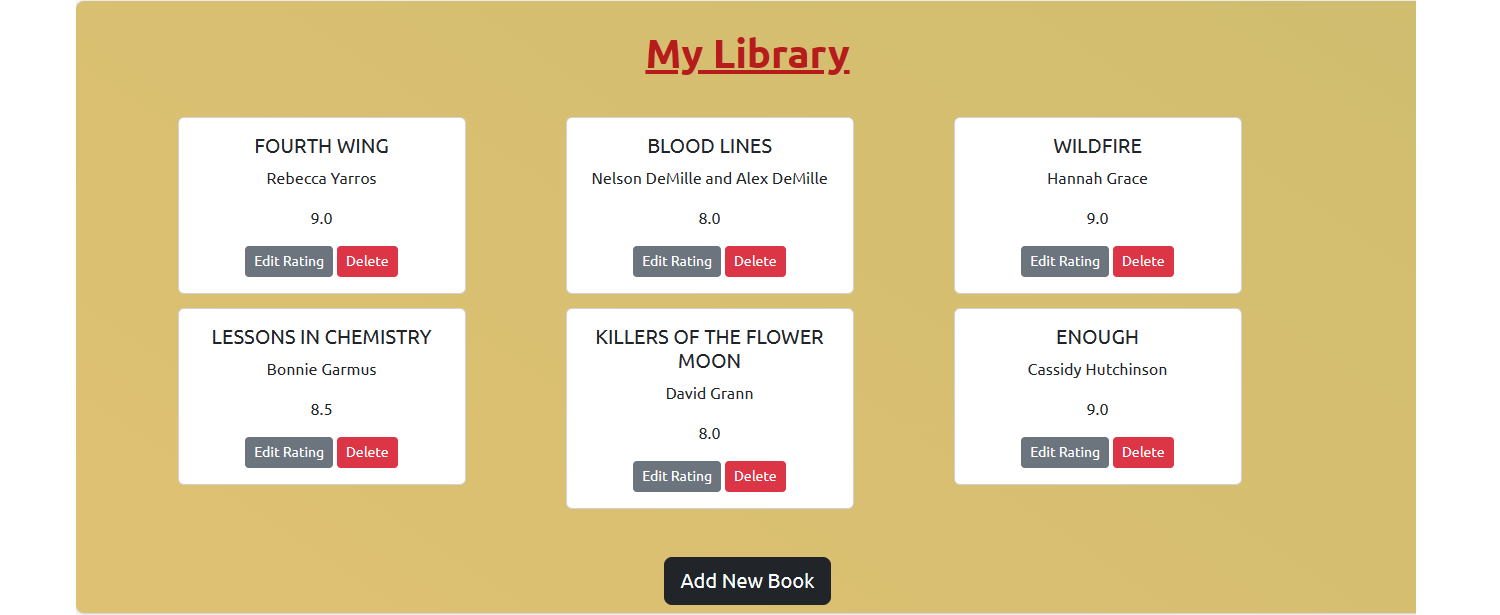 My Library
FOURTH WING
Rebecca Yarros
9.0
Edit Rating Delete
BLOOD LINES
Nelson DeMille and Alex DeMille
8.0
Edit Rating Delete
WILDFIRE
Hannah Grace
9.0
Edit Rating Delete
LESSONS IN CHEMISTRY
Bonnie Garmus
8.5
Edit Rating Delete
KILLERS OF THE FLOWER
MOON
David Grann
8.0
Edit Rating Delete
ENOUGH
Cassidy Hutchinson
9.0
Edit Rating Delete
Add New Book